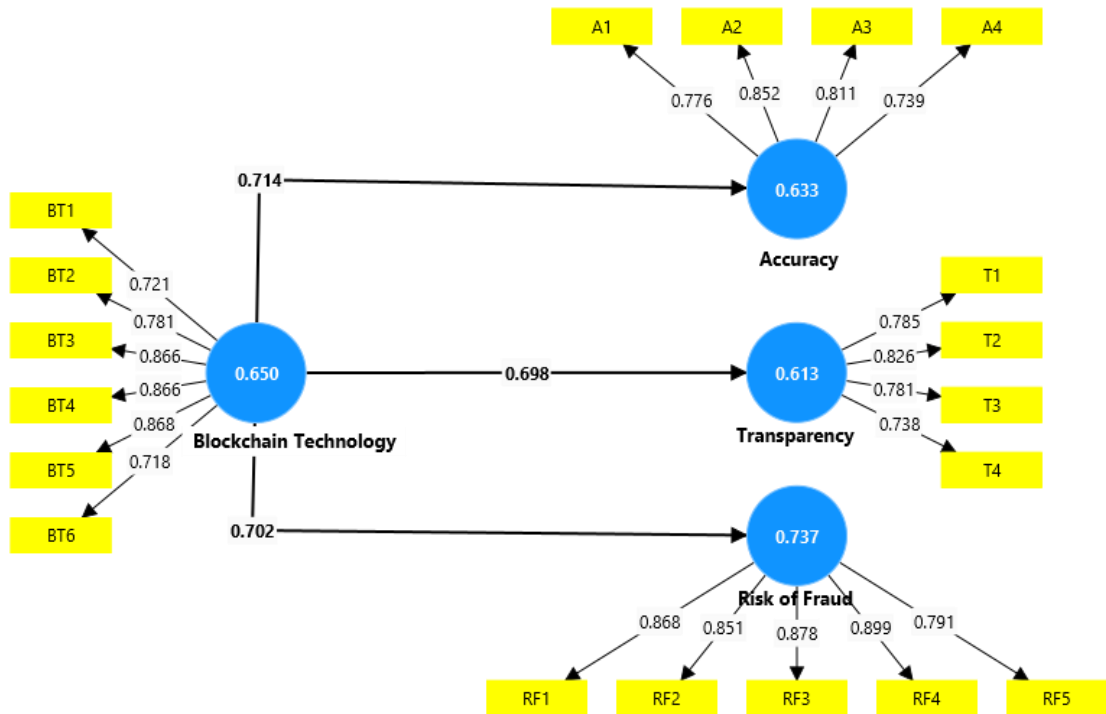 A1 A2 A3 A4
0.776 0.852 0.811 0.739
0.714
0.633
Accuracy
BT1
BT2
BT3
BT4
BT5
BT6
0.721
0.781
0.866
0.866
0.868
0.718
0.650
Blockchain Technology
0.698
0.613
Transparency
T1
T2
T3
T4
0.785
0.826
0.781
0.738
0.702
0.737
Risk of Fraud
0.868 0.851 0.878 0.899 0.791
RF1 RF2 RF3 RF4 RF5